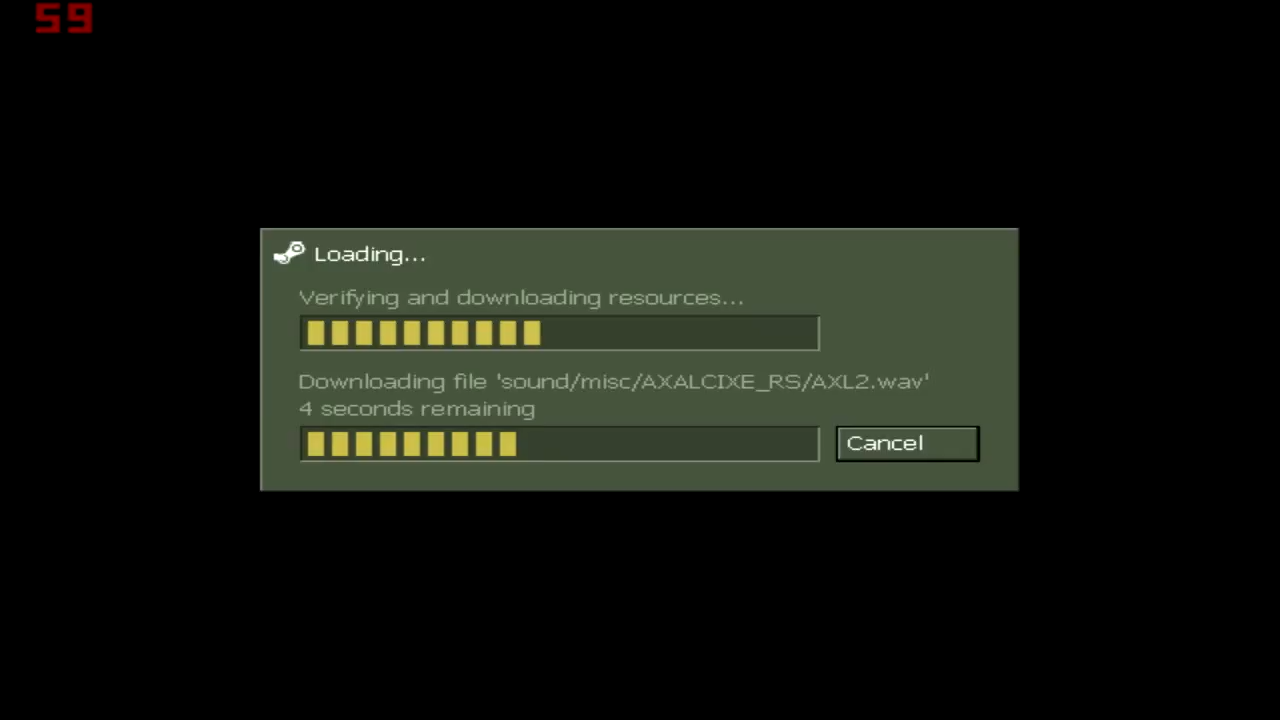 59
Loading...
Verifying and downloading resources...
Downloading file 'sound/misc/AXALCIXE_RS/AXL2.wav'
4 seconds remaining
Cancel